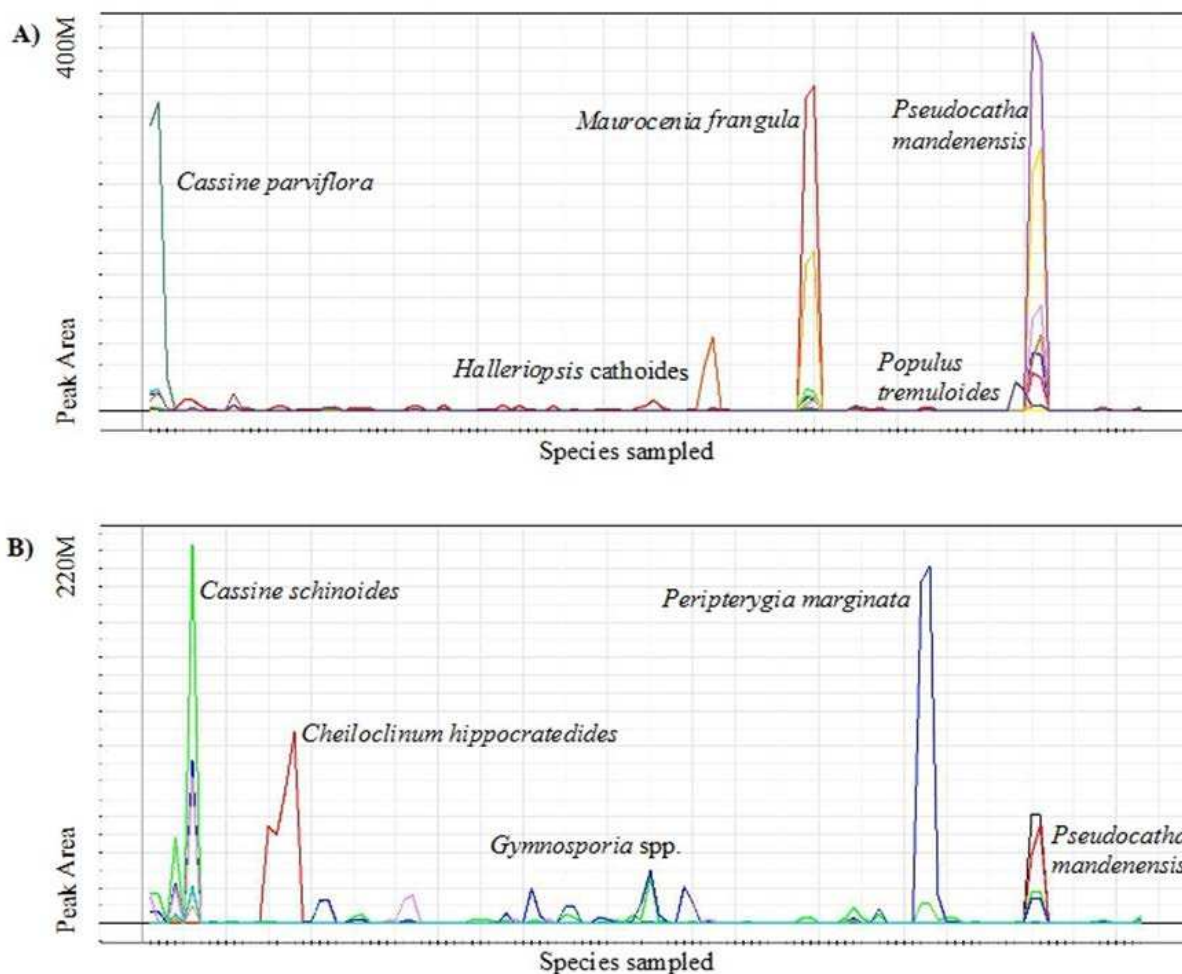 A)
400M
Peak Area
Cassine parviflora
Halleriopsis cathoides
Maurocenia frangula
Pseudocatha
mandenensis
Populus
tremuloides
Species sampled
B)
220M
Peak Area
Cassine schinoides
Cheiloclinum hippocratedides
Gymnosporia spp.
Peripterygia marginata
Pseudocatha
mandenensis
Species sampled